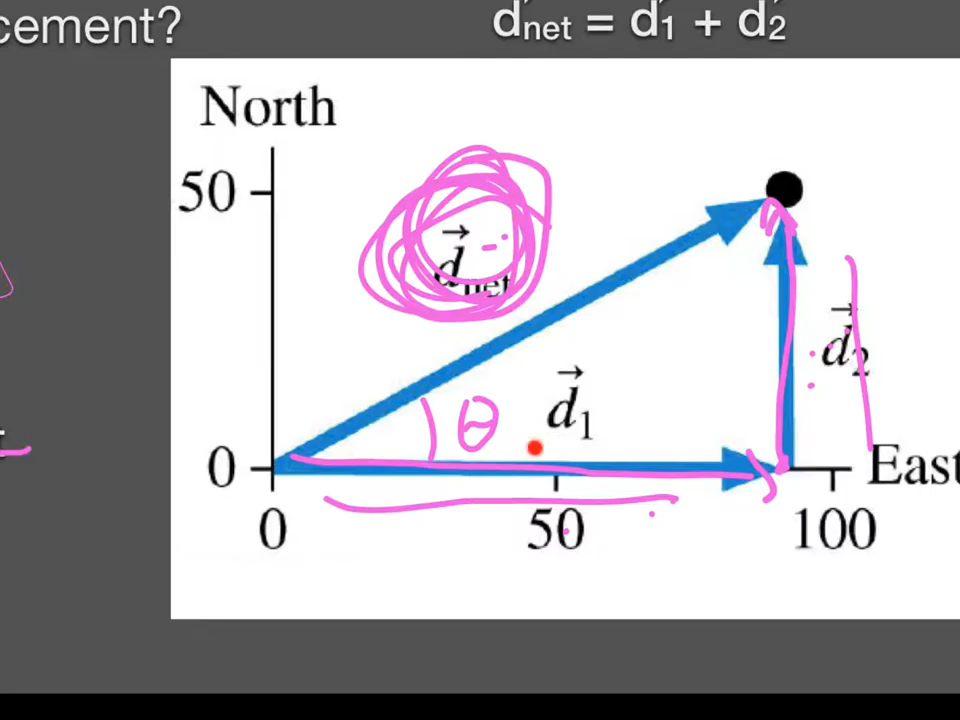 cement?
d⃗net = d⃗1 + d⃗2
North
50
d⃗net
d⃗2
θ
d⃗1
0
East
0
50
100